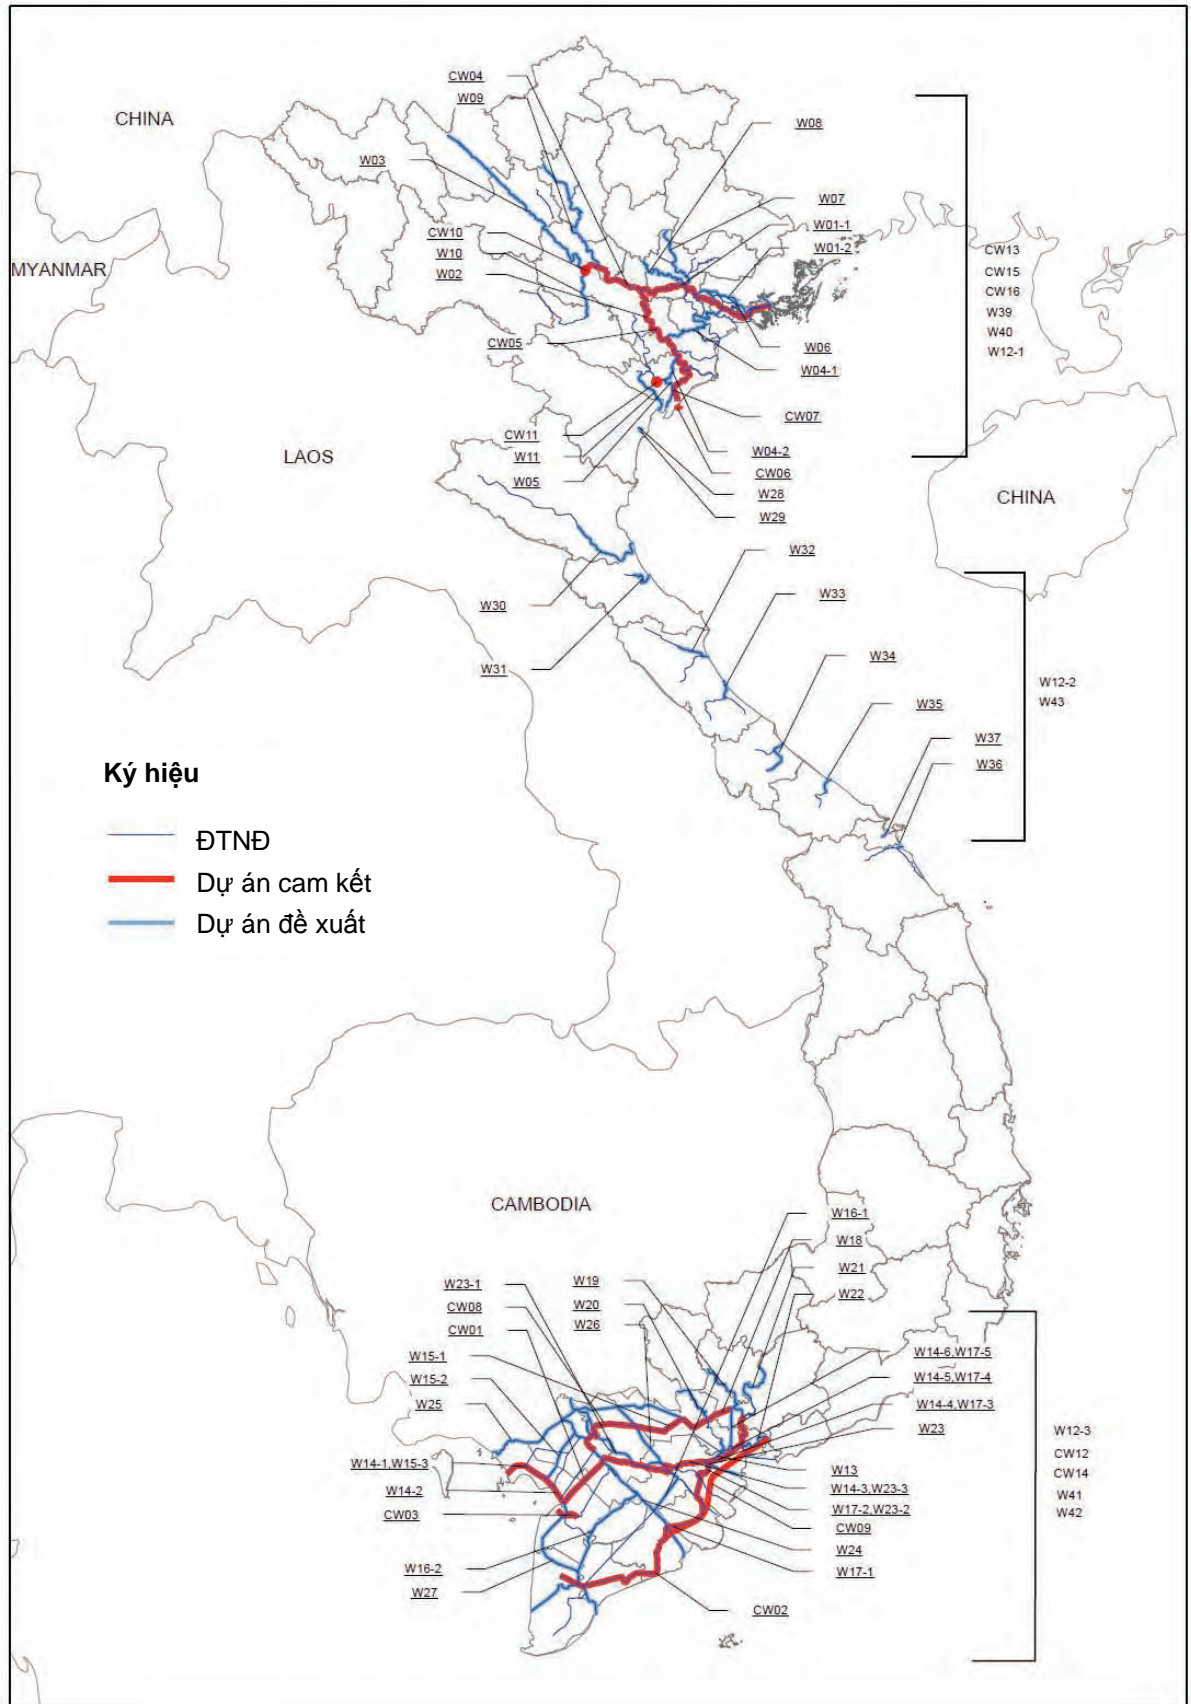 CW04
W09
CHINA
W08
W03
W07
W01-1
CW10
W01-2
W10
MYANMAR
W02
CW13
CW15
CW16
W39
W40
W12-1
CW05
W06
W04-1
CW07
CW11
W11
W04-2
LAOS
W05
CW06
W28
CHINA
W29
W32
W30
W33
W31
W34
W12-2
W43
W35
W37
W36
Ký hiệu
ĐTNĐ
Dự án cam kết
Dự án đề xuất
CAMBODIA
W16-1
W18
W21
W22
W19
W20
W26
W23-1
CW08
CW01
W15-1
W15-2
W25
W14-6,W17-5
W14-5,W17-4
W14-4,W17-3
W23
W12-3
CW12
CW14
W41
W42
W14-1,W15-3
W14-2
CW03
W13
W14-3,W23-3
W17-2,W23-2
CW09
W24
W17-1
W16-2
W27
CW02